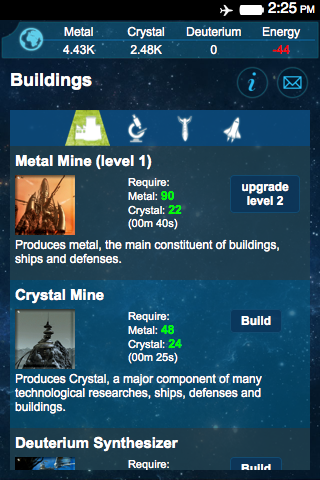 2:25 PM
Metal Crystal Deuterium Energy
4.43K 2.48K 0 -44
Buildings
i
Metal Mine (level 1)
Require:
Metal: 90
Crystal: 22
(00m 40s)
upgrade
level 2
Produces metal, the main constituent of buildings,
ships and defenses.
Crystal Mine
Require:
Metal: 48
Crystal: 24
(00m 25s)
Build
Produces Crystal, a major component of many
technological researches, ships, defenses and
buildings.
Deuterium Synthesizer
Require:
Build